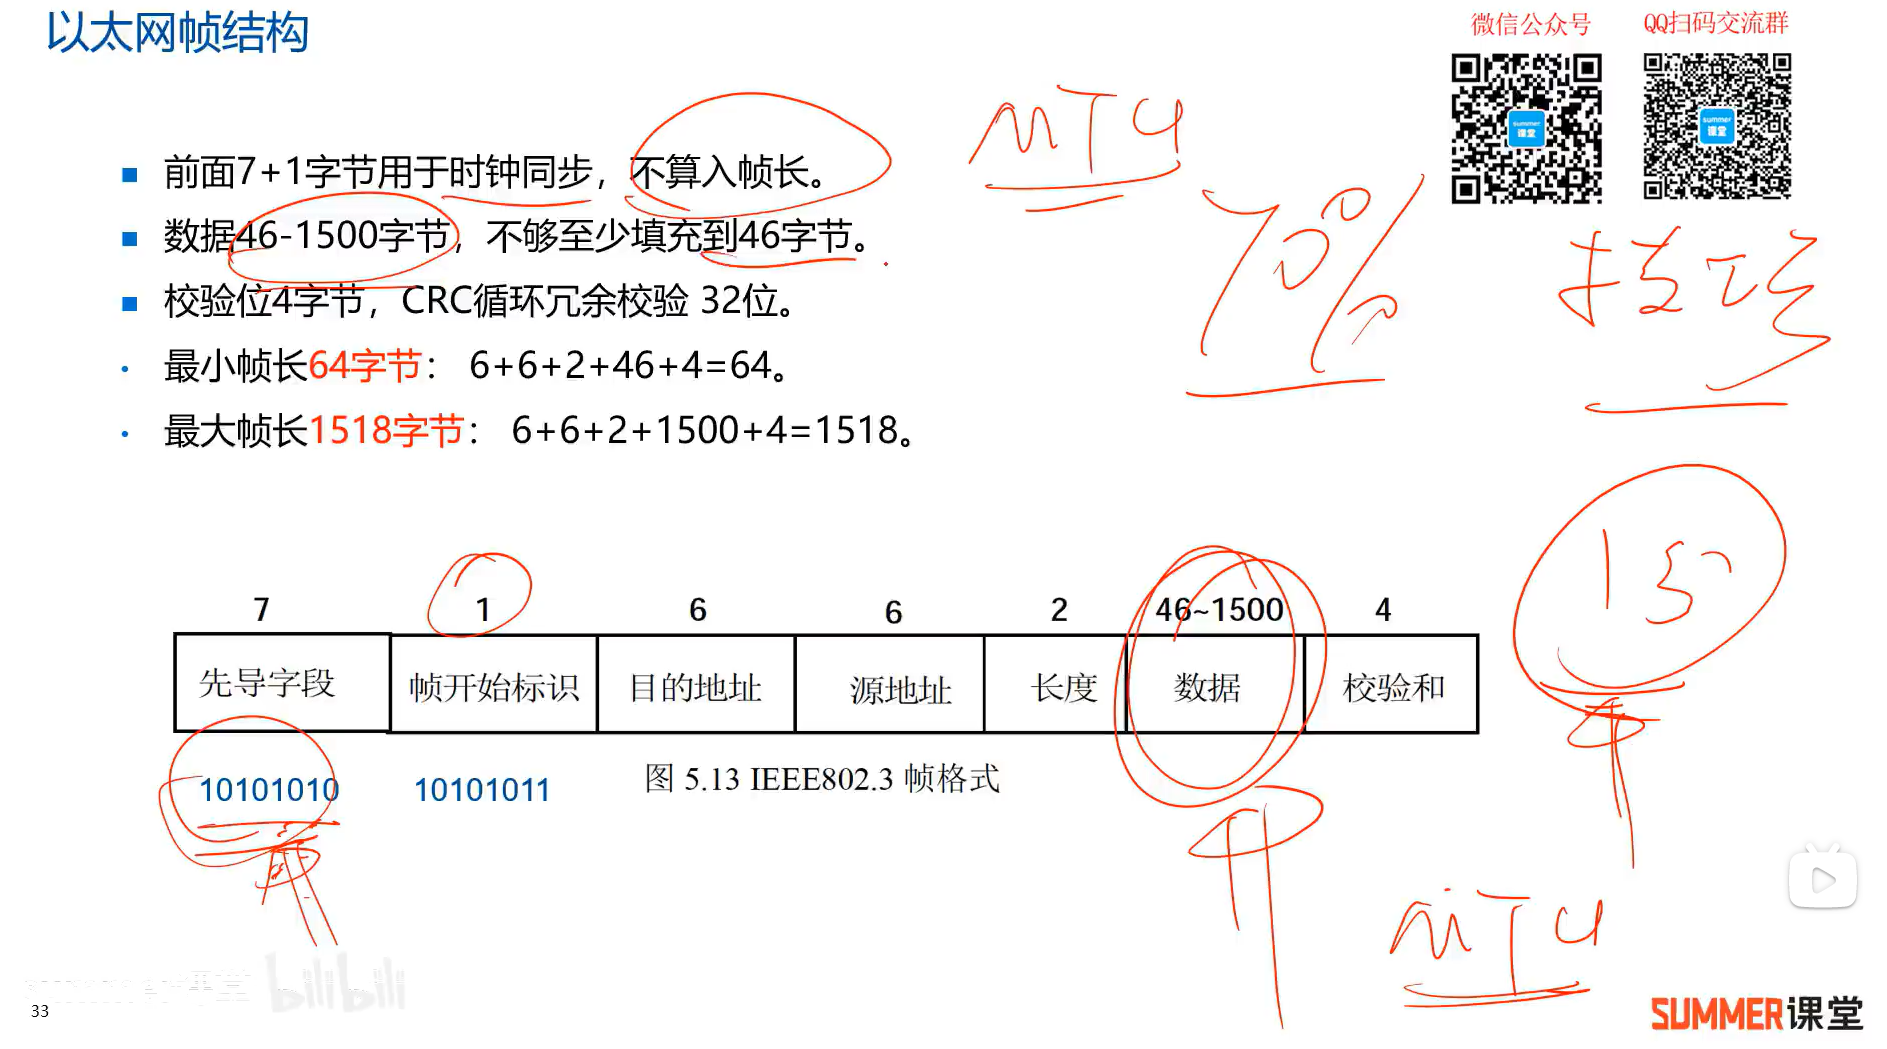 以太网帧结构
微信公众号
QQ扫码交流群
summer
课堂
summer
课堂
MTU
前面7+1字节用于时钟同步，不算入帧长。
数据46-1500字节，不够至少填充到46字节。
校验位4字节，CRC循环冗余校验 32位。
最小帧长64字节： 6+6+2+46+4=64。
最大帧长1518字节： 6+6+2+1500+4=1518。
7 1 6 6 2 46~1500 4
先导字段 帧开始标识 目的地址 源地址 长度 数据 校验和
10101010 10101011
图 5.13 IEEE802.3 帧格式
MTU
bilibili
33
SUMMER课堂